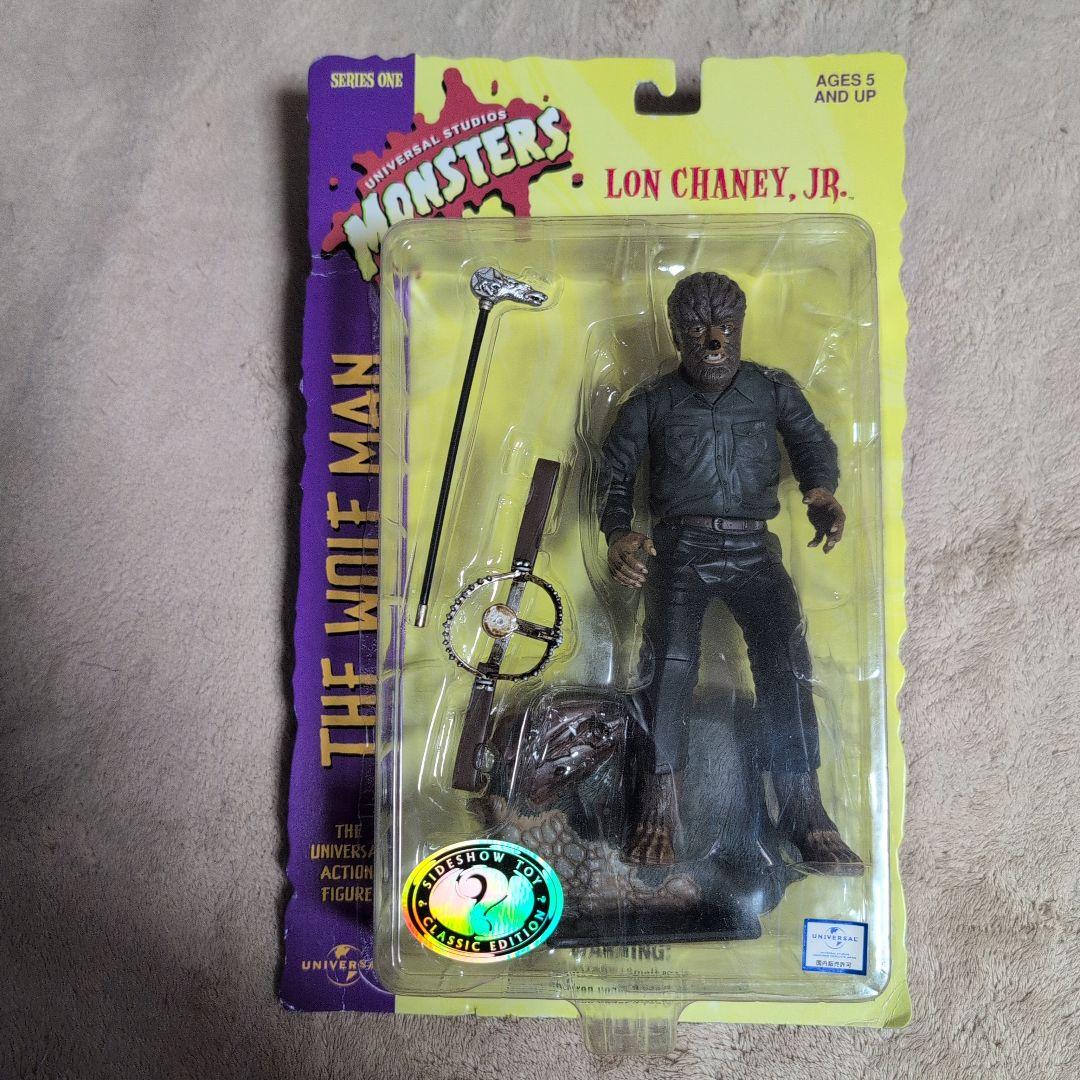 SERIES ONE
AGES 5
AND UP
UNIVERSAL STUDIOS
MONSTERS
LON CHANEY, JR.
THE WOLF MAN
THE
UNIVERSA
ACTION
FIGURE
UNIVERSA
? SIDESHOW TOY ?
CLASSIC EDITION
UNIVERSAL
国内販売許可